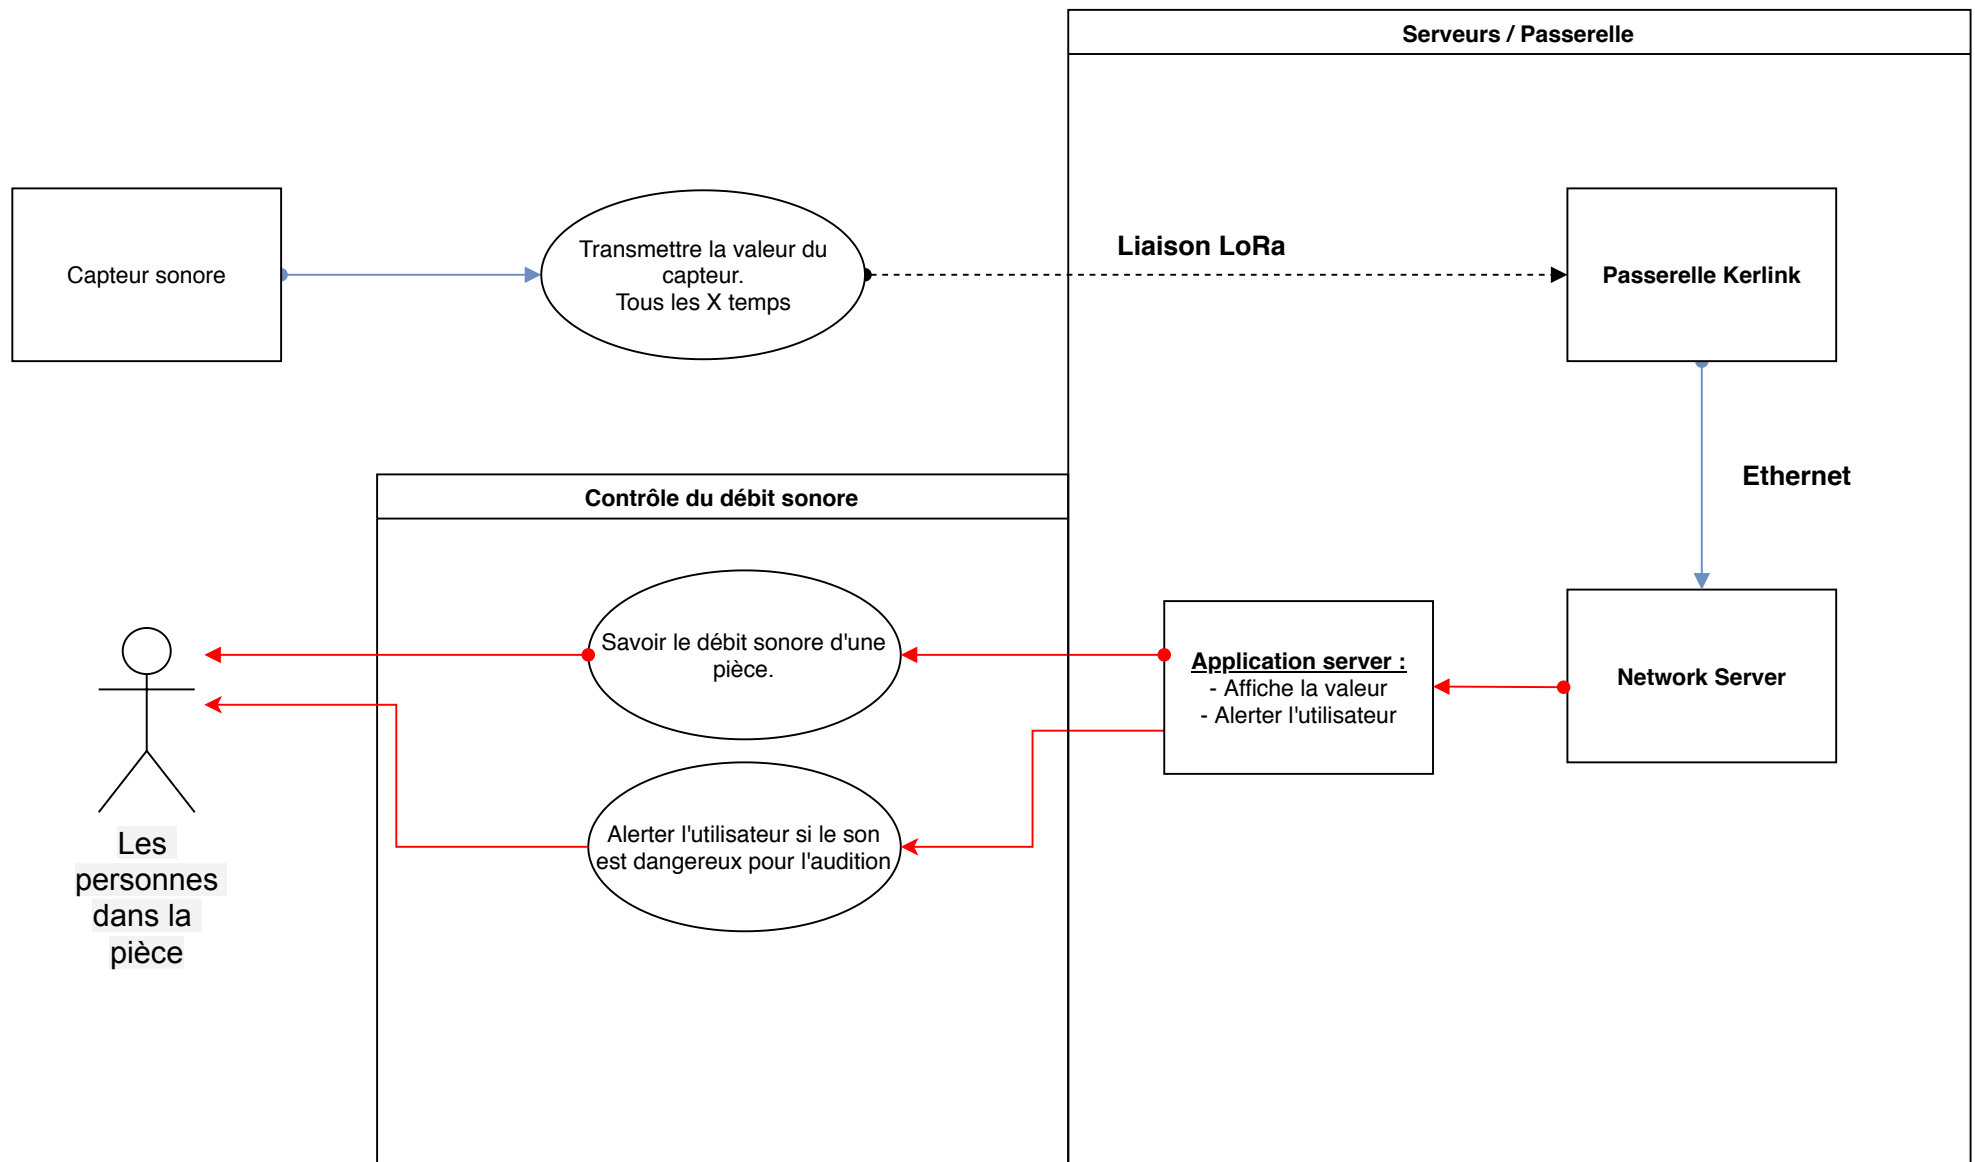 Serveurs / Passerelle
Capteur sonore
Transmettre la valeur du
capteur.
Tous les X temps
Liaison LoRa
Passerelle Kerlink
Ethernet
Contrôle du débit sonore
Savoir le débit sonore d'une
pièce.
Application server :
- Affiche la valeur
- Alerter l'utilisateur
Network Server
Alerter l'utilisateur si le son
est dangereux pour l'audition
Les
personnes
dans la
pièce